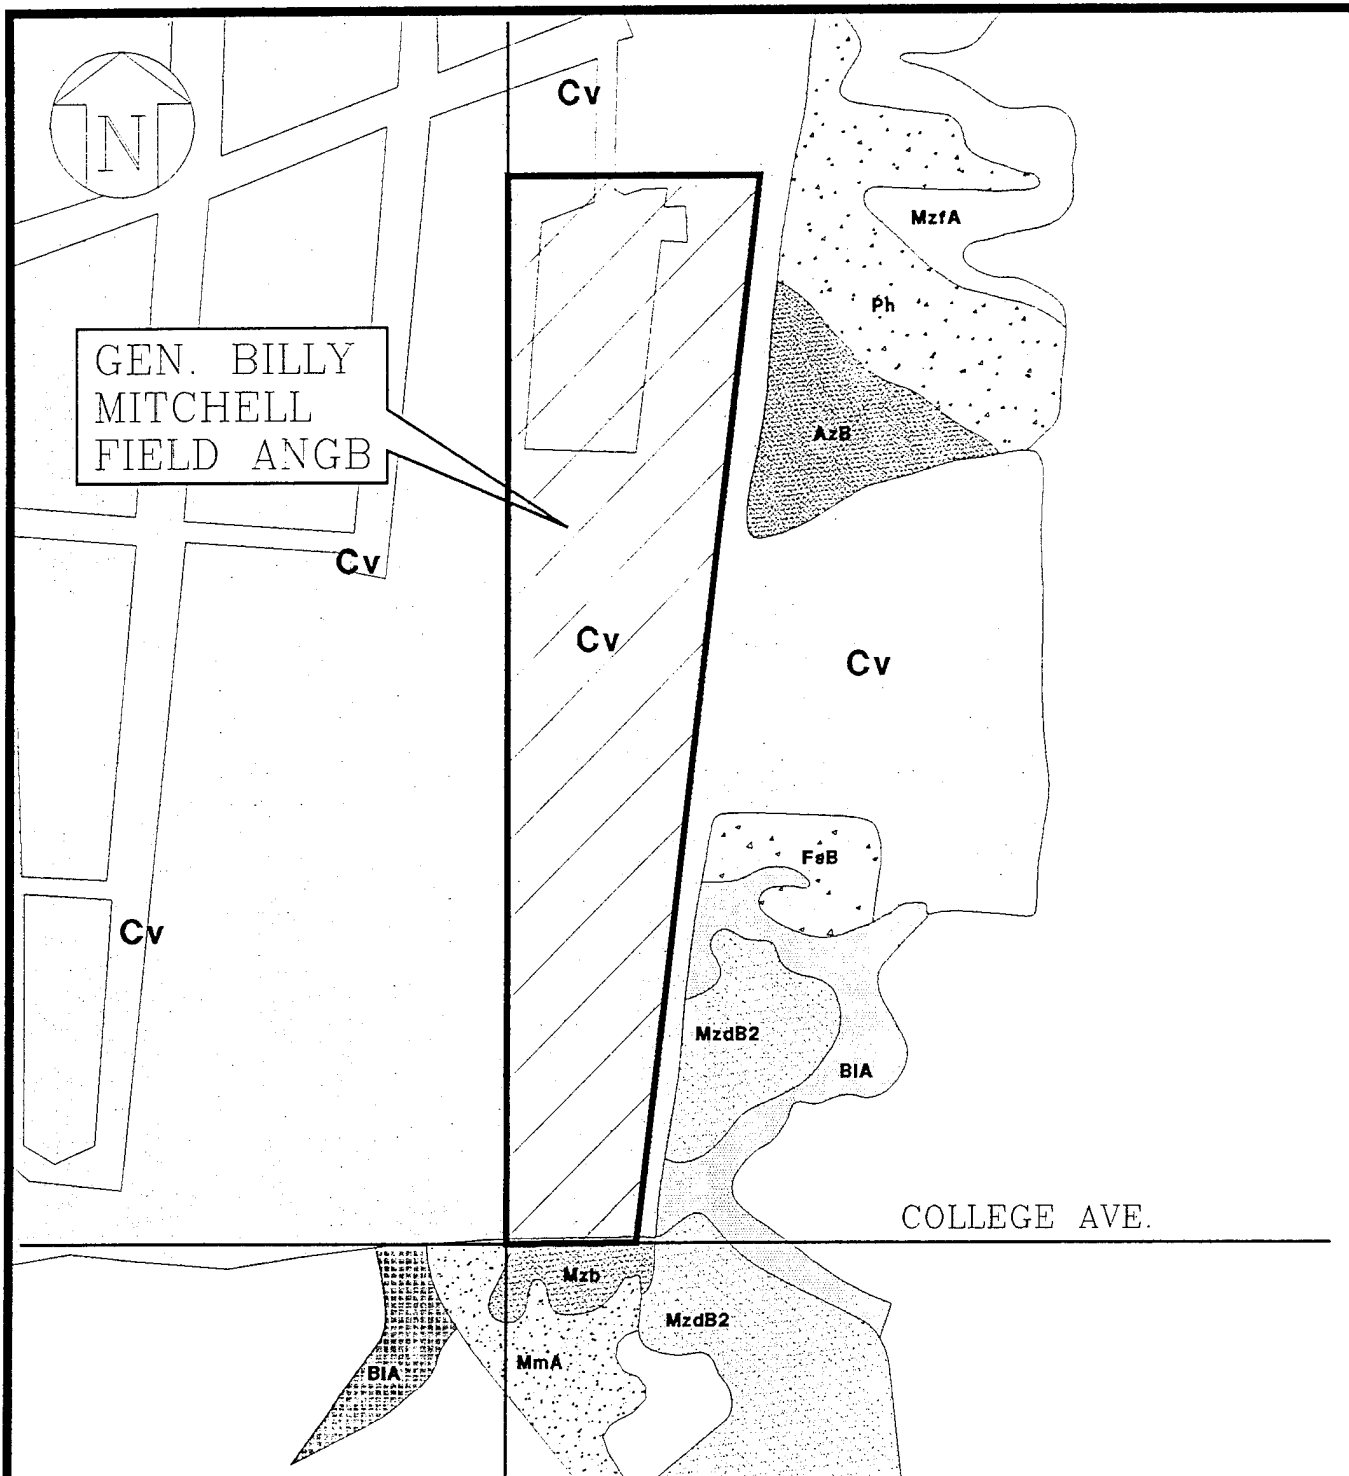 Cv
N
MzfA
Ph
GEN. BILLY
MITCHELL
FIELD ANGB
AzB
Cv
Cv
Cv
FsB
Cv
MzdB2
BlA
COLLEGE AVE.
Mzb
MzdB2
MmA
BlA